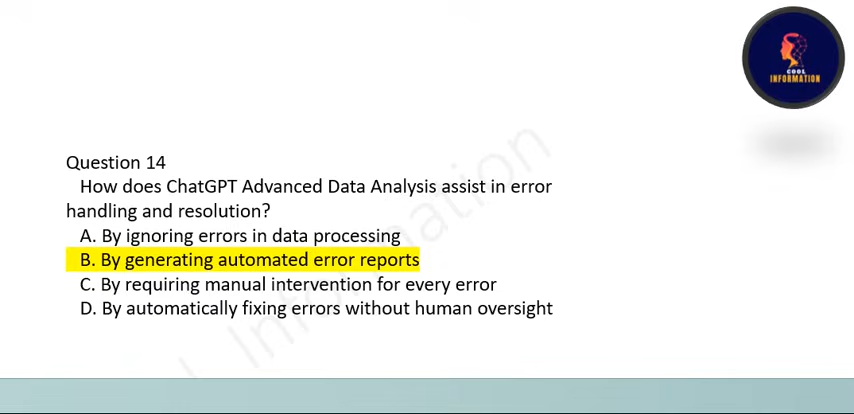 COOL
INFORMATION
Question 14
How does ChatGPT Advanced Data Analysis assist in error
handling and resolution?
A. By ignoring errors in data processing
B. By generating automated error reports
C. By requiring manual intervention for every error
D. By automatically fixing errors without human oversight
Information